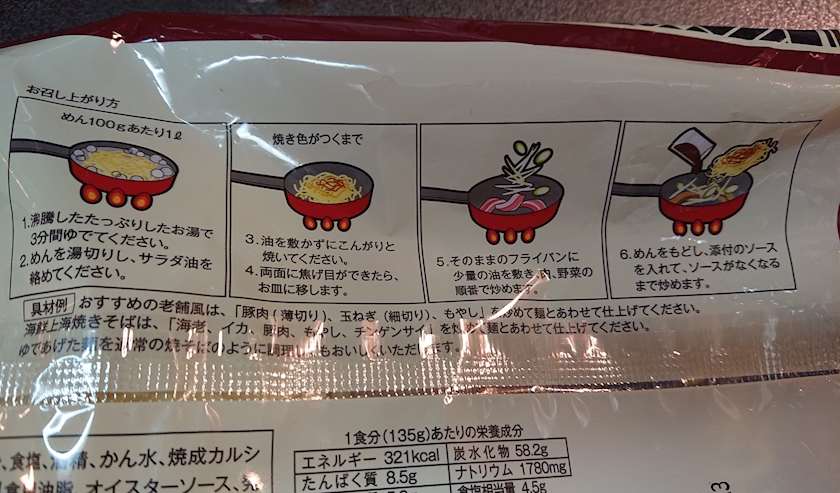 お召し上がり方
めん100gあたり1ℓ
1.沸騰したたっぷりしたお湯で
3分間ゆでてください。
2.めんを湯切りし、サラダ油を
絡めてください。
焼き色がつくまで
3.油を敷かずにこんがりと
焼いてください。
4.両面に焦げ目ができたら、
お皿に移します。
5.そのままのフライパンに
少量の油を敷き、肉、野菜の
順番で炒めます。
6.めんをもどし、添付のソース
を入れて、ソースがなくなる
まで炒めます。
具材例 おすすめの老舗風は、「豚肉(薄切り)、玉ねぎ(細切り)、もやし」を炒めて麺とあわせて仕上げてください。
海鮮上海焼きそばは、「海老、イカ、豚肉、もやし、チンゲンサイ」を炒めて麺とあわせて仕上げてください。
ゆであげた麺を通常の焼そばのように調理してもおいしくいただけます。
、食塩、酒精、かん水、焼成カルシ
用油脂、オイスターソース、発
1食分(135g)あたりの栄養成分
エネルギー 321kcal 炭水化物 58.2g
たんぱく質 8.5g ナトリウム 1780mg
食塩相当量 4.5g
3